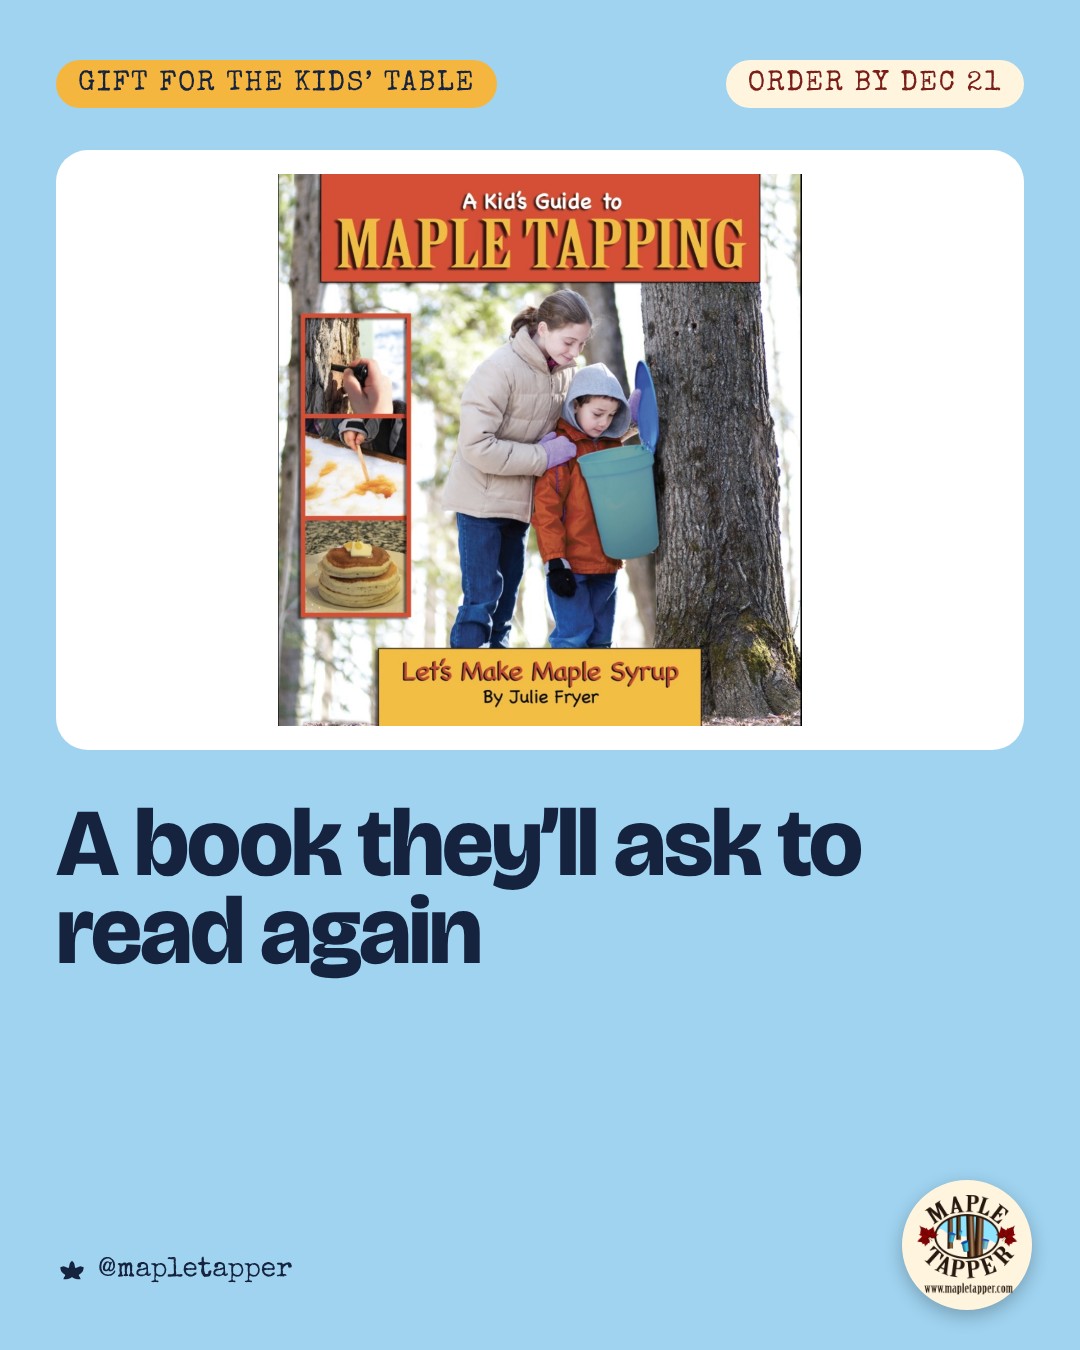 GIFT FOR THE KIDS’ TABLE
ORDER BY DEC 21
A Kid's Guide to
MAPLE TAPPING
Let's Make Maple Syrup
By Julie Fryer
A book they’ll ask to
read again
@mapletapper
MAPLE
TAPPER
www.mapletapper.com